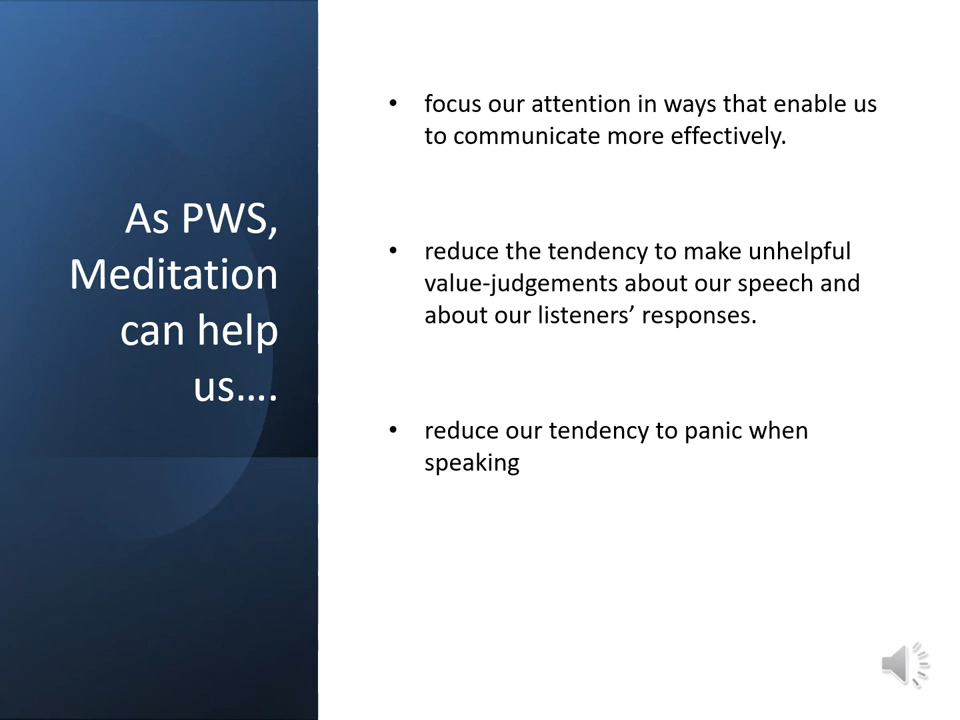 As PWS,
Meditation
can help
us….
• focus our attention in ways that enable us
to communicate more effectively.
• reduce the tendency to make unhelpful
value-judgements about our speech and
about our listeners’ responses.
• reduce our tendency to panic when
speaking